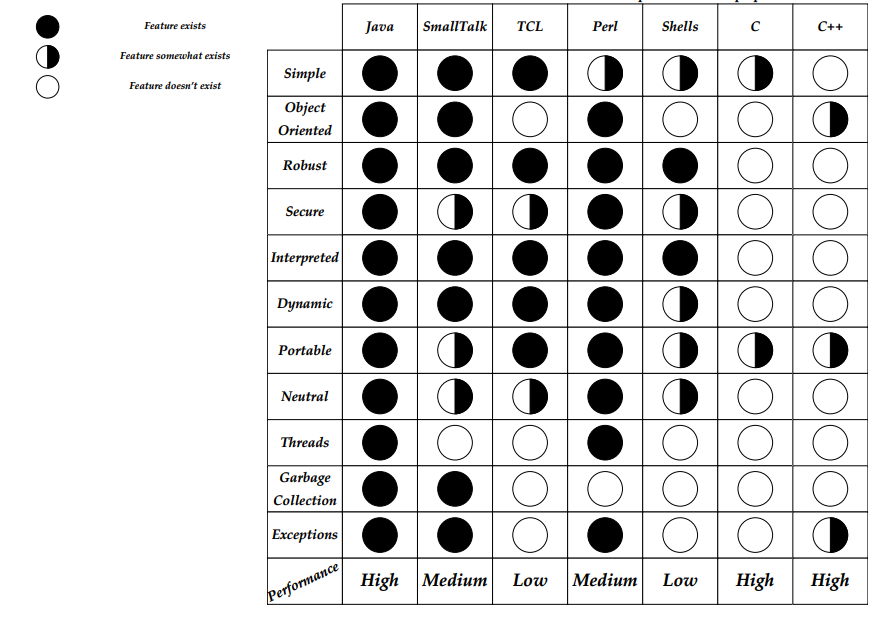 Java SmallTalk TCL Perl Shells C C++
Feature exists
Feature somewhat exists
Feature doesn't exist
Simple
Object
Oriented
Robust
Secure
Interpreted
Dynamic
Portable
Neutral
Threads
Garbage
Collection
Exceptions
Performance High Medium Low Medium Low High High